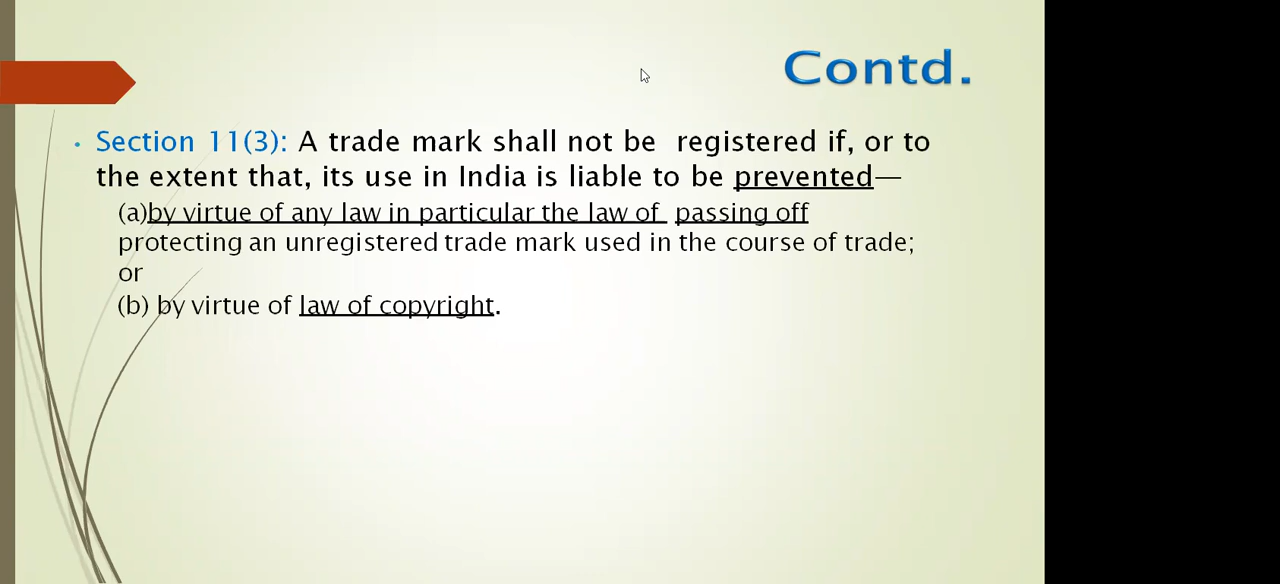 Contd.
• Section 11(3): A trade mark shall not be registered if, or to
the extent that, its use in India is liable to be prevented—
(a)by virtue of any law in particular the law of passing off
protecting an unregistered trade mark used in the course of trade;
or
(b) by virtue of law of copyright.